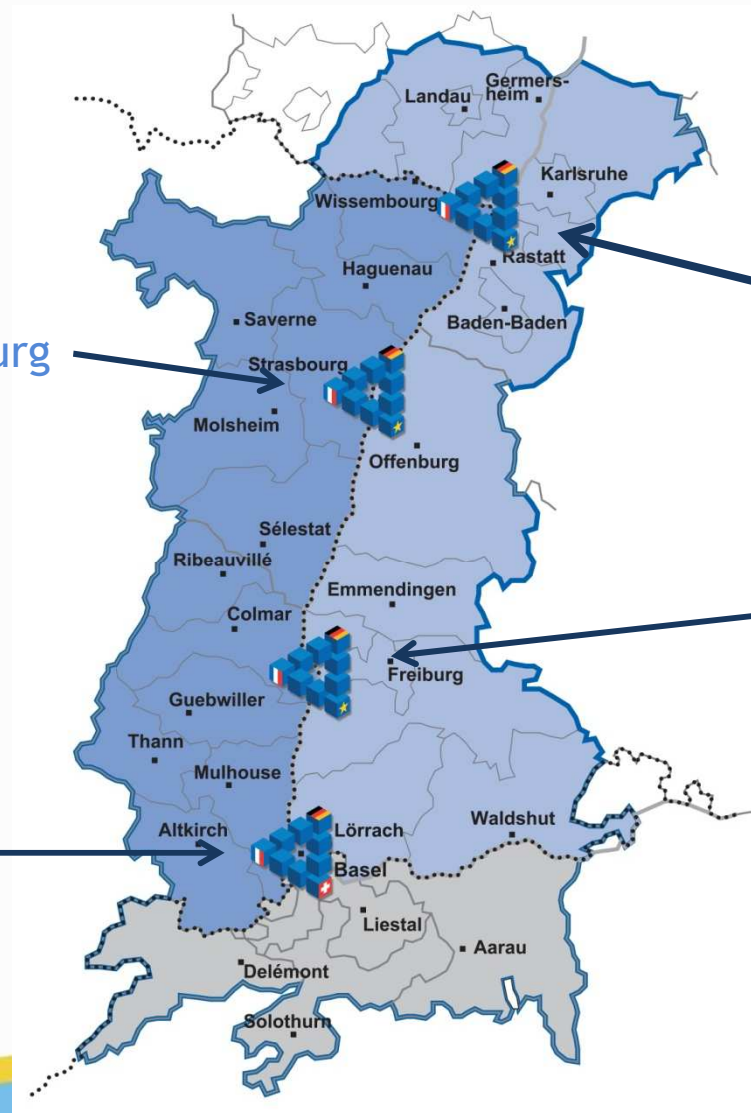 Germers-
heim
Landau
Karlsruhe
Wissembourg
Rastatt
Haguenau
Baden-Baden
Saverne
Strasbourg
Molsheim
Offenburg
Sélestat
Ribeauvillé
Emmendingen
Colmar
Freiburg
Guebwiller
Thann
Mulhouse
Altkirch
Lörrach
Waldshut
Basel
Liestal
Aarau
Delémont
Solothurn